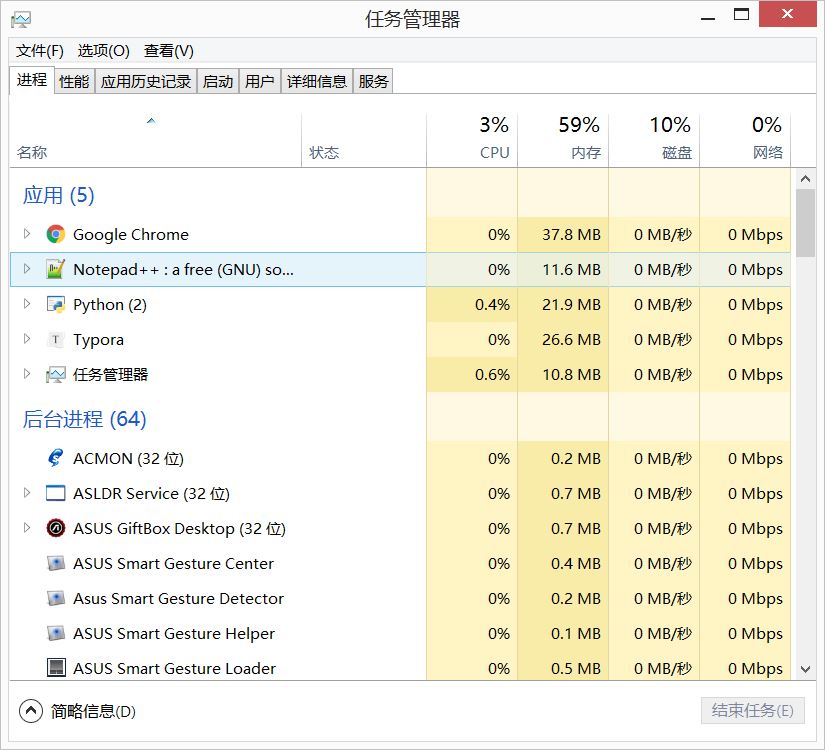 任务管理器
文件(F) 选项(O) 查看(V)
进程 性能 应用历史记录 启动 用户 详细信息 服务
3% 59% 10% 0%
名称 状态 CPU 内存 磁盘 网络
应用 (5)
Google Chrome 0% 37.8 MB 0 MB/秒 0 Mbps
Notepad++ : a free (GNU) so... 0% 11.6 MB 0 MB/秒 0 Mbps
Python (2) 0.4% 21.9 MB 0 MB/秒 0 Mbps
T Typora 0% 26.6 MB 0 MB/秒 0 Mbps
任务管理器 0.6% 10.8 MB 0 MB/秒 0 Mbps
后台进程 (64)
ACMON (32 位) 0% 0.2 MB 0 MB/秒 0 Mbps
ASLDR Service (32 位) 0% 0.7 MB 0 MB/秒 0 Mbps
ASUS GiftBox Desktop (32 位) 0% 0.7 MB 0 MB/秒 0 Mbps
ASUS Smart Gesture Center 0% 0.4 MB 0 MB/秒 0 Mbps
Asus Smart Gesture Detector 0% 0.2 MB 0 MB/秒 0 Mbps
ASUS Smart Gesture Helper 0% 0.1 MB 0 MB/秒 0 Mbps
ASUS Smart Gesture Loader 0% 0.5 MB 0 MB/秒 0 Mbps
简略信息(D) 结束任务(E)